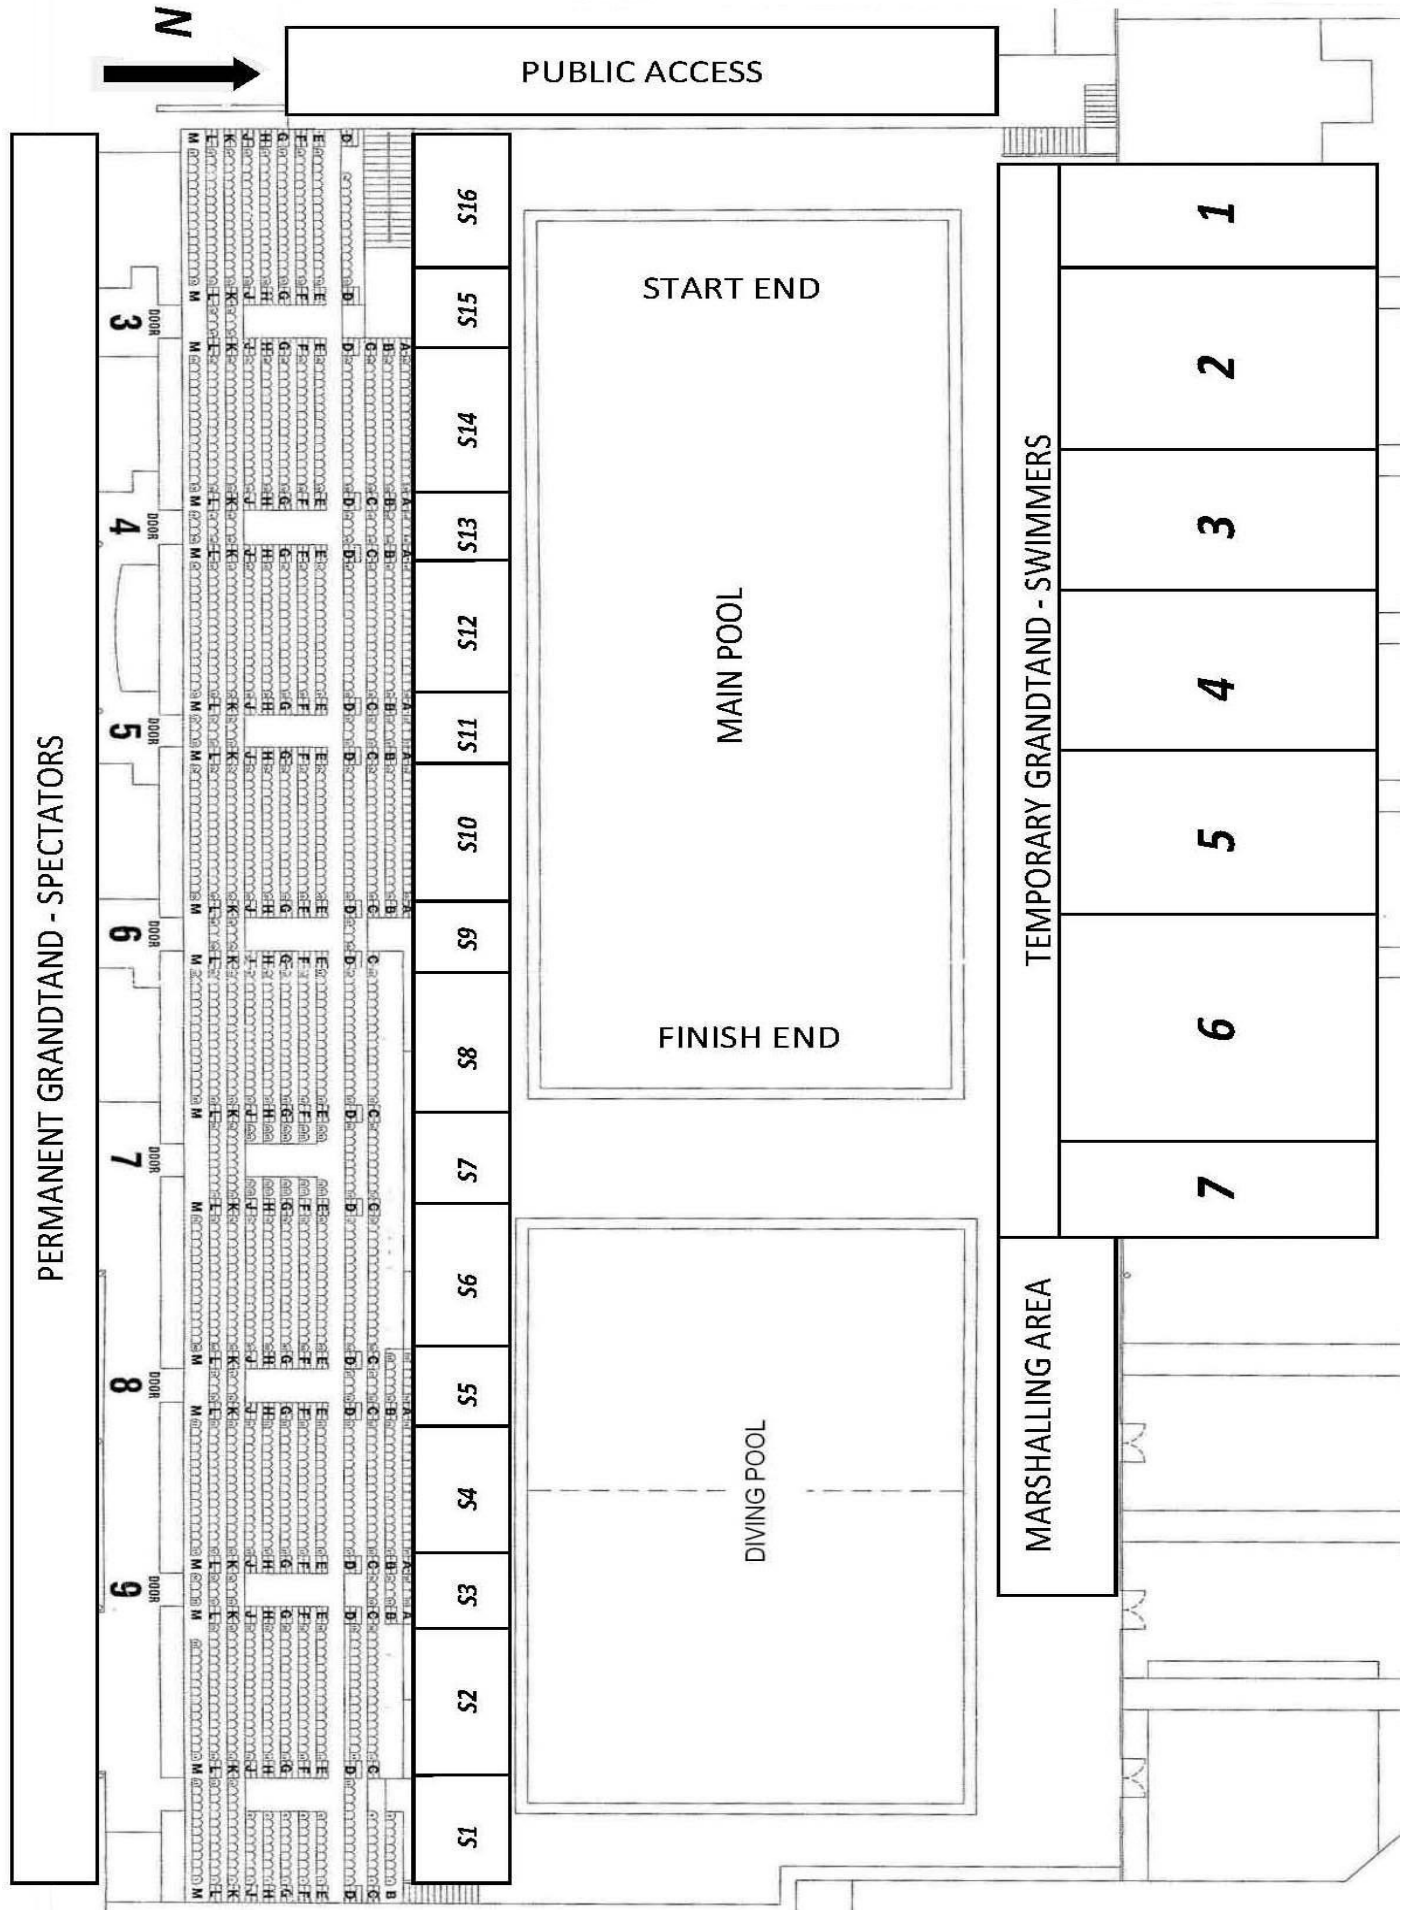 N
PUBLIC ACCESS
PERMANENT GRANDTAND - SPECTATORS
M L K J H G F E D
M L K J H G F E D
DOOR
3
M L K J H G F E D C B A
M L K J H G F E D C B A
DOOR
4
M L K J H G F E D C B A
M L K J H G F E D C B A
DOOR
5
M L K J H G F E D C B A
M L K J H G F E D C B A
DOOR
6
M L K J H G F E D C
M L K J H G F E D C
DOOR
7
M L K J H G F E D C
M L K J H G F E D C
DOOR
8
M L K J H G F E D C B A
M L K J H G F E D C B A
DOOR
9
M L K J H G F E D C B A
M L K J H G F E D C
M L K J H G F E D C B
S16
S15
S14
S13
S12
S11
S10
S9
S8
S7
S6
S5
S4
S3
S2
S1
START END
MAIN POOL
FINISH END
DIVING POOL
TEMPORARY GRANDTAND - SWIMMERS
1
2
3
4
5
6
7
MARSHALLING AREA